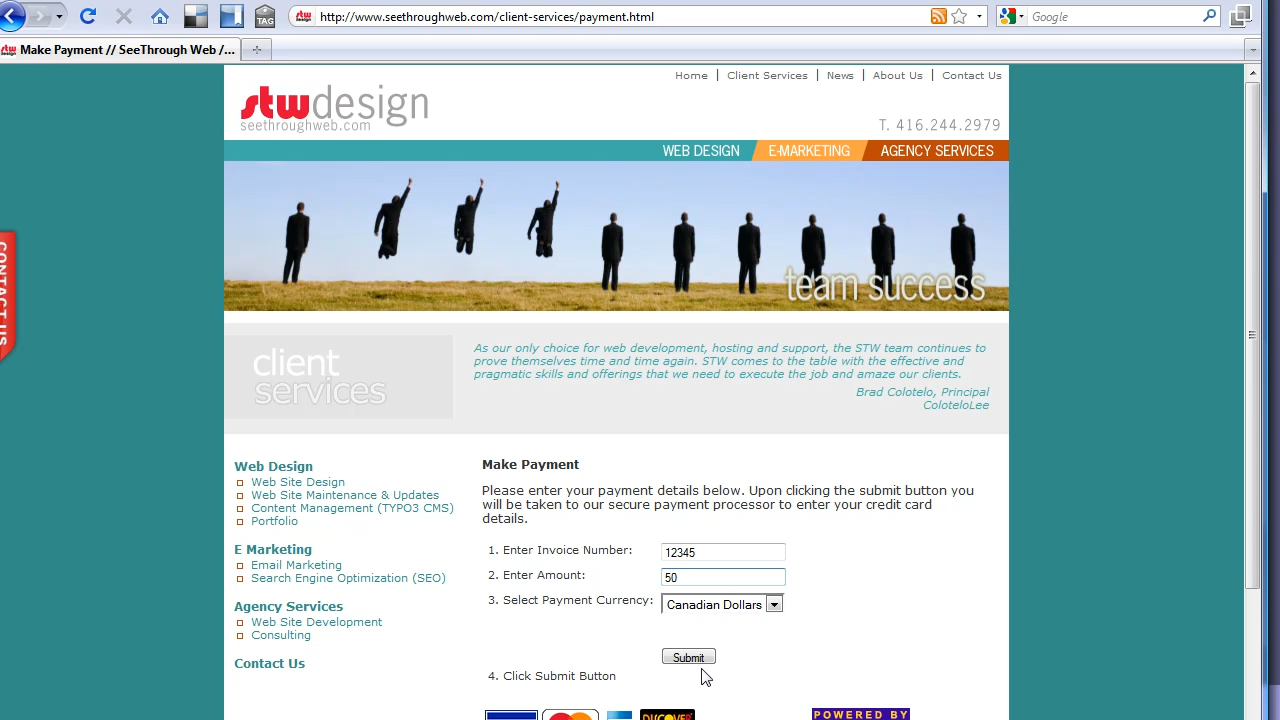 http://www.seethroughweb.com/client-services/payment.html
Google
TAG
Make Payment // SeeThrough Web /...
Home | Client Services | News | About Us | Contact Us
stwdesign
seethroughweb.com
T. 416.244.2979
WEB DESIGN E-MARKETING AGENCY SERVICES
team success
CONTACT US
client
services
As our only choice for web development, hosting and support, the STW team continues to
prove themselves time and time again. STW comes to the table with the effective and
pragmatic skills and offerings that we need to execute the job and amaze our clients.
Brad Colotelo, Principal
ColoteloLee
Web Design
Web Site Design
Web Site Maintenance & Updates
Content Management (TYPO3 CMS)
Portfolio
E Marketing
Email Marketing
Search Engine Optimization (SEO)
Agency Services
Web Site Development
Consulting
Contact Us
Make Payment
Please enter your payment details below. Upon clicking the submit button you
will be taken to our secure payment processor to enter your credit card
details.
1. Enter Invoice Number: 12345
2. Enter Amount: 50
3. Select Payment Currency: Canadian Dollars
Submit
4. Click Submit Button
DISCOVER
POWERED BY